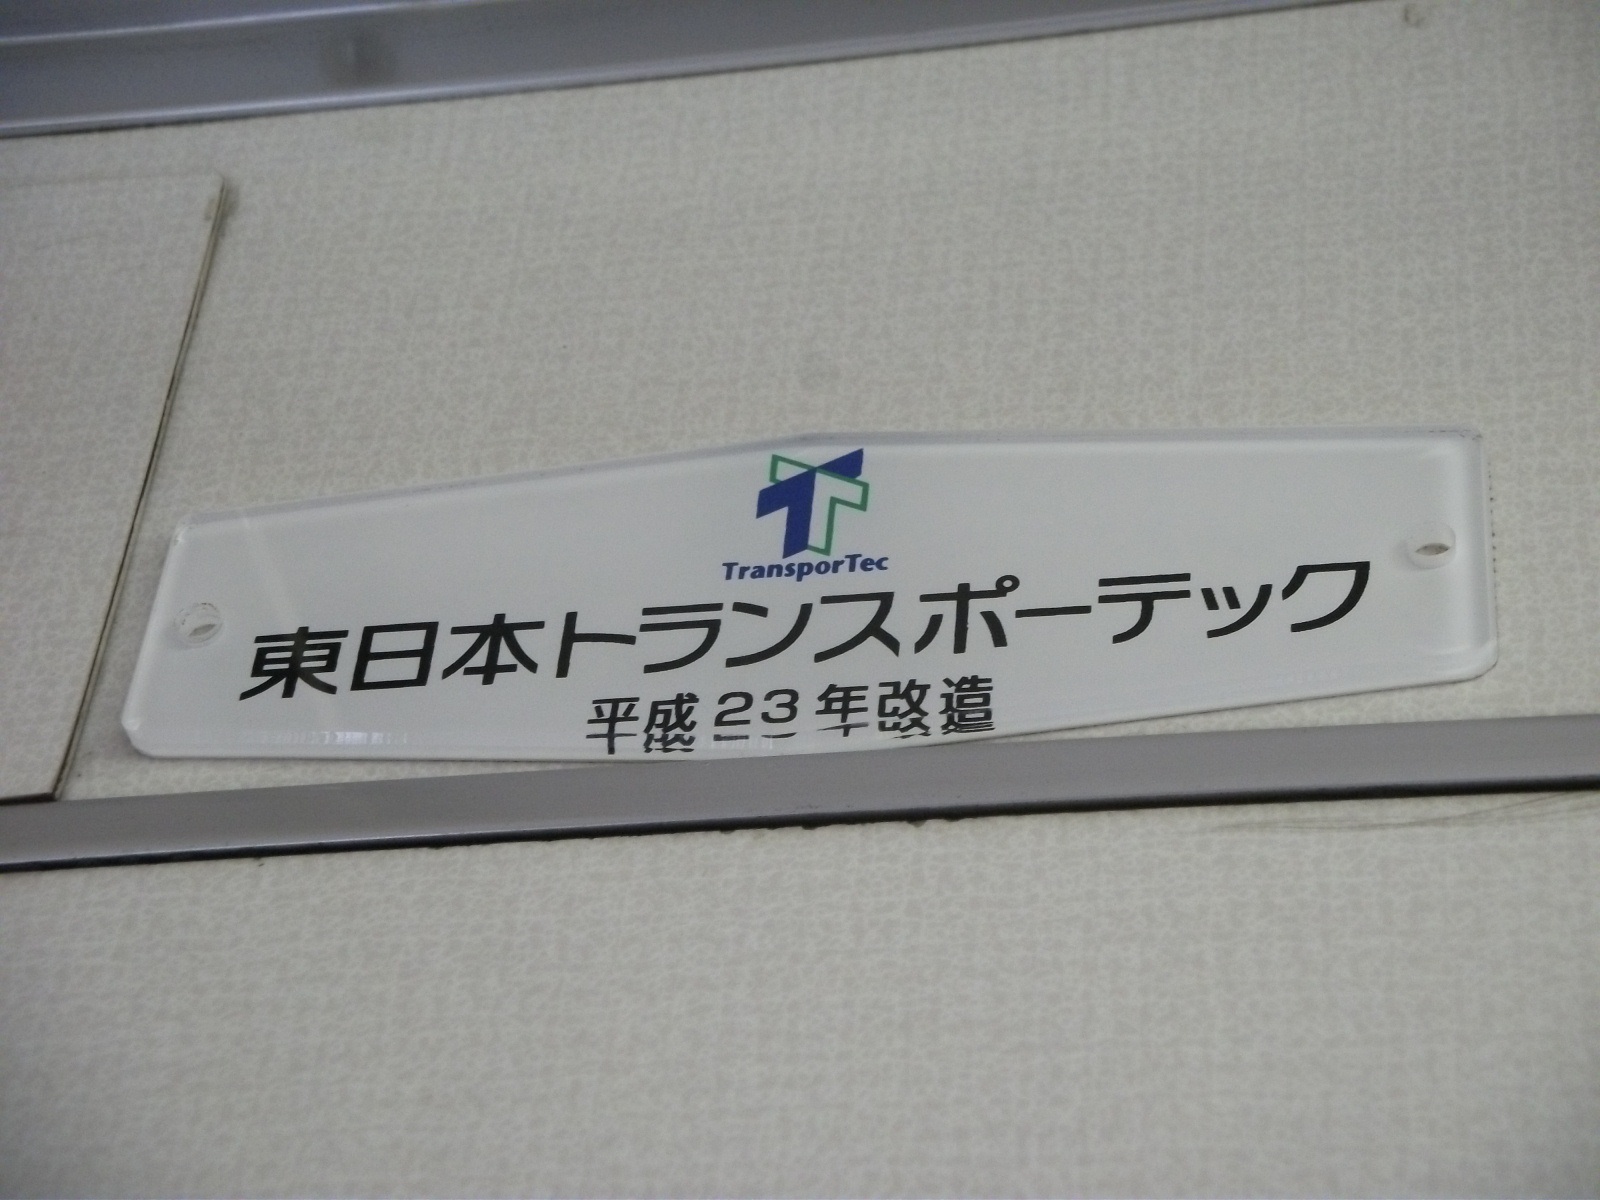 TransporTec
東日本トランスポーテック
平成23年改造